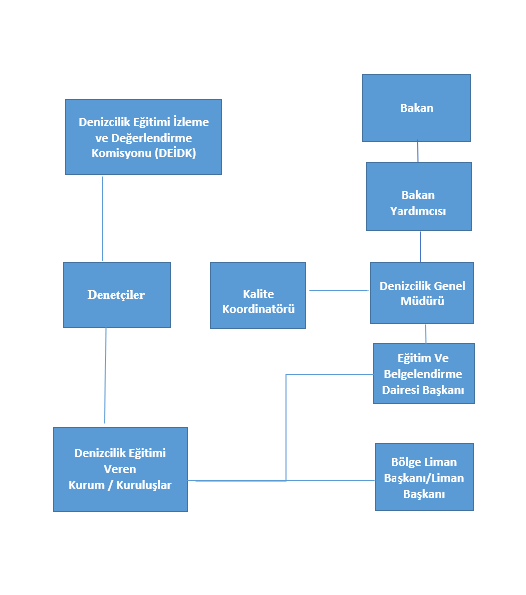 Bakan
Denizcilik Eğitimi İzleme
ve Değerlendirme
Komisyonu (DEİDK)
Bakan
Yardımcısı
Denetçiler
Kalite
Koordinatörü
Denizcilik Genel
Müdürü
Eğitim Ve
Belgelendirme
Dairesi Başkanı
Denizcilik Eğitimi
Veren
Kurum / Kuruluşlar
Bölge Liman
Başkanı/Liman
Başkanı